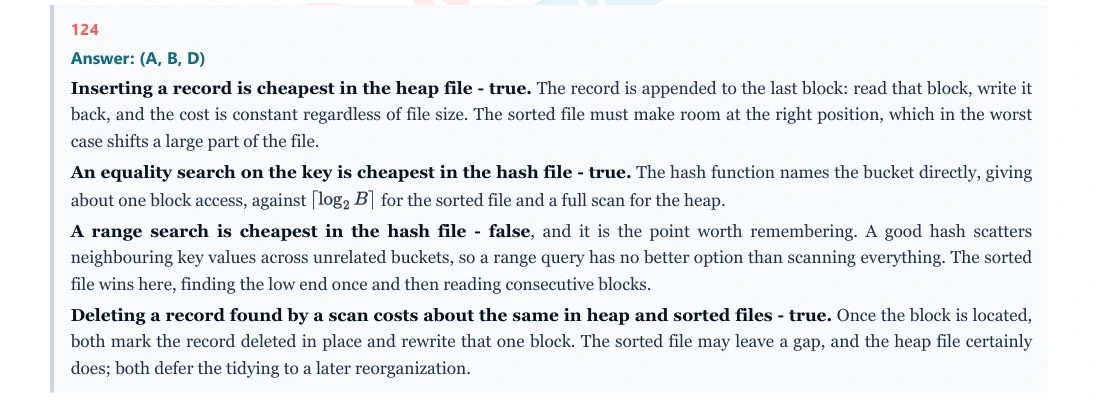 124
Answer: (A, B, D)
Inserting a record is cheapest in the heap file - true. The record is appended to the last block: read that block, write it
back, and the cost is constant regardless of file size. The sorted file must make room at the right position, which in the worst
case shifts a large part of the file.
An equality search on the key is cheapest in the hash file - true. The hash function names the bucket directly, giving
about one block access, against ⌈log₂ B⌉ for the sorted file and a full scan for the heap.
A range search is cheapest in the hash file - false, and it is the point worth remembering. A good hash scatters
neighbouring key values across unrelated buckets, so a range query has no better option than scanning everything. The sorted
file wins here, finding the low end once and then reading consecutive blocks.
Deleting a record found by a scan costs about the same in heap and sorted files - true. Once the block is located,
both mark the record deleted in place and rewrite that one block. The sorted file may leave a gap, and the heap file certainly
does; both defer the tidying to a later reorganization.